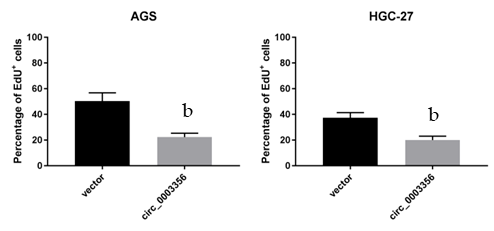 AGS
Percentage of EdU⁺ cells
100
80
60
40
20
0
b
vector
circ_0003356
HGC-27
Percentage of EdU⁺ cells
100
80
60
40
20
0
b
vector
circ_0003356